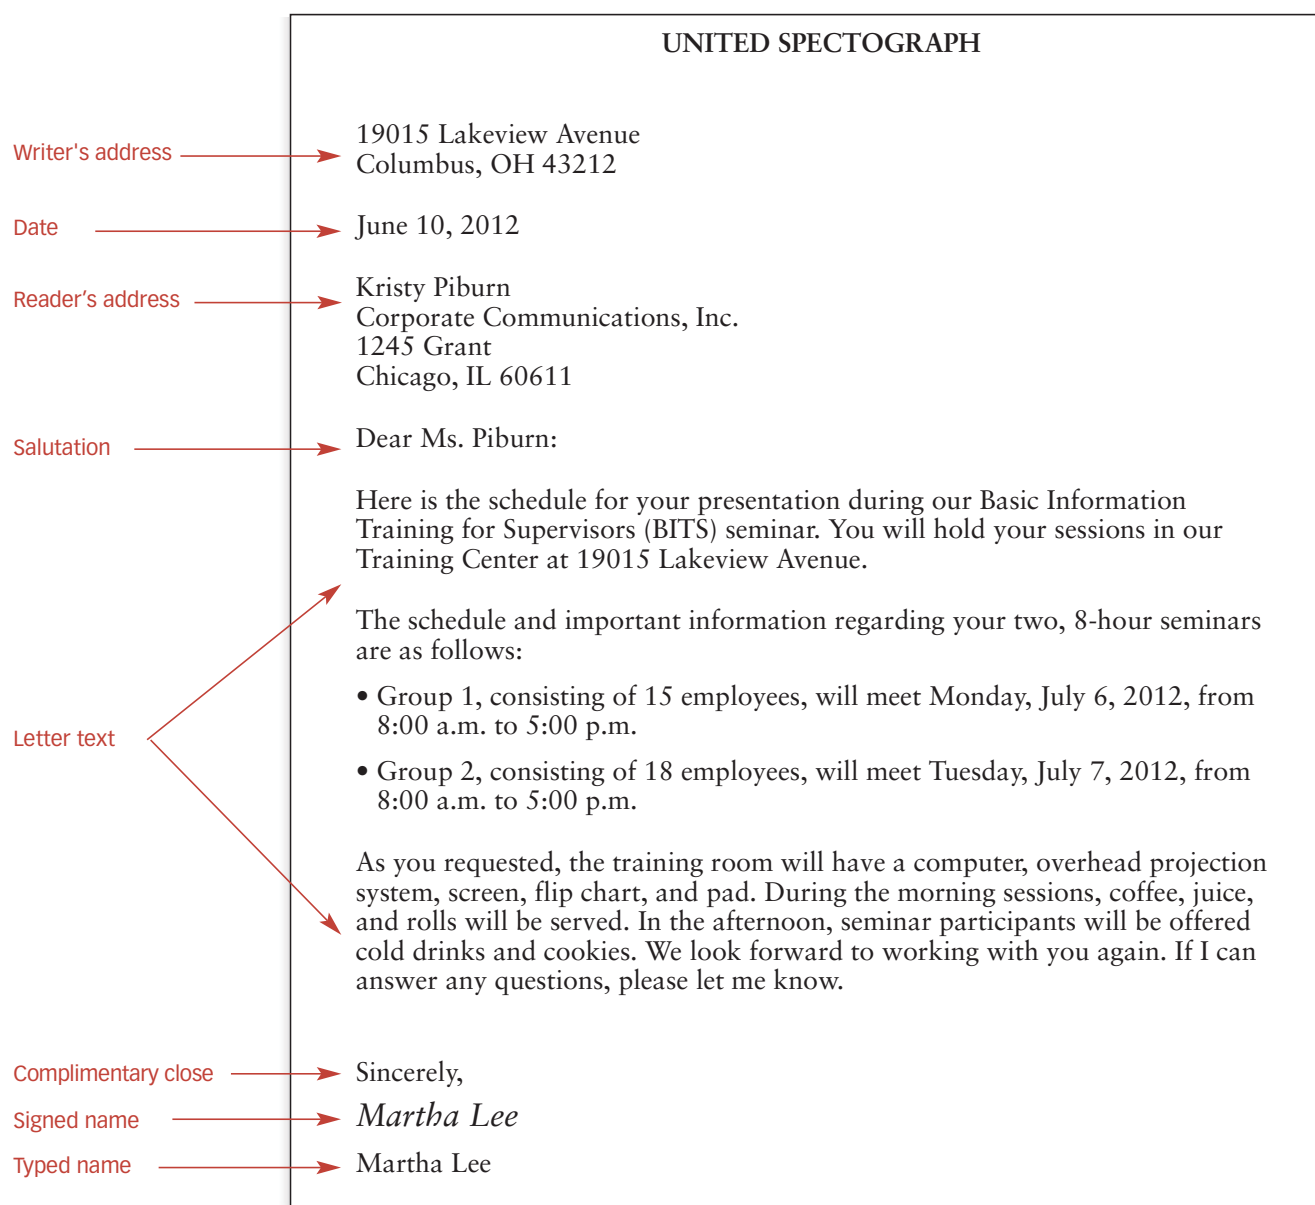 UNITED SPECTOGRAPH
Writer's address
19015 Lakeview Avenue
Columbus, OH 43212
Date
June 10, 2012
Reader's address
Kristy Piburn
Corporate Communications, Inc.
1245 Grant
Chicago, IL 60611
Salutation
Dear Ms. Piburn:
Here is the schedule for your presentation during our Basic Information
Training for Supervisors (BITS) seminar. You will hold your sessions in our
Training Center at 19015 Lakeview Avenue.
The schedule and important information regarding your two, 8-hour seminars
are as follows:
• Group 1, consisting of 15 employees, will meet Monday, July 6, 2012, from
8:00 a.m. to 5:00 p.m.
Letter text
• Group 2, consisting of 18 employees, will meet Tuesday, July 7, 2012, from
8:00 a.m. to 5:00 p.m.
As you requested, the training room will have a computer, overhead projection
system, screen, flip chart, and pad. During the morning sessions, coffee, juice,
and rolls will be served. In the afternoon, seminar participants will be offered
cold drinks and cookies. We look forward to working with you again. If I can
answer any questions, please let me know.
Complimentary close
Sincerely,
Signed name
Martha Lee
Typed name
Martha Lee